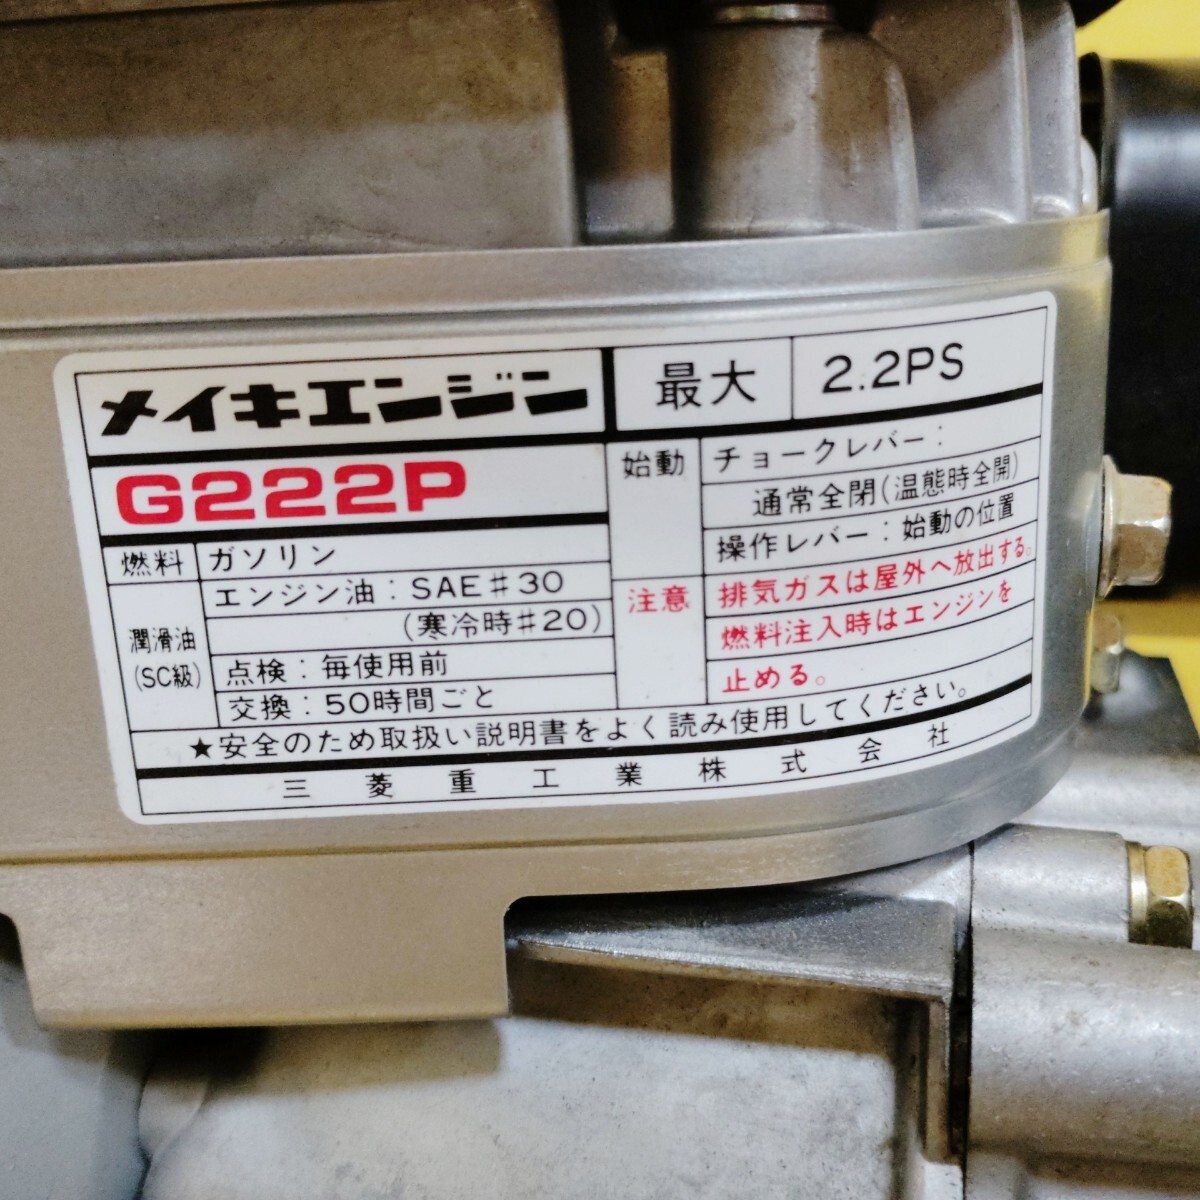 メイキエンジン
G222P
最大 2.2PS
燃料 ガソリン
潤滑油
(SC級)
エンジン油:SAE#30
(寒冷時#20)
点検:毎使用前
交換:50時間ごと
始動 チョークレバー:
通常全閉(温態時全開)
操作レバー:始動の位置
注意 排気ガスは屋外へ放出する。
燃料注入時はエンジンを
止める。
★安全のため取扱い説明書をよく読み使用してください。
三菱重工業株式会社